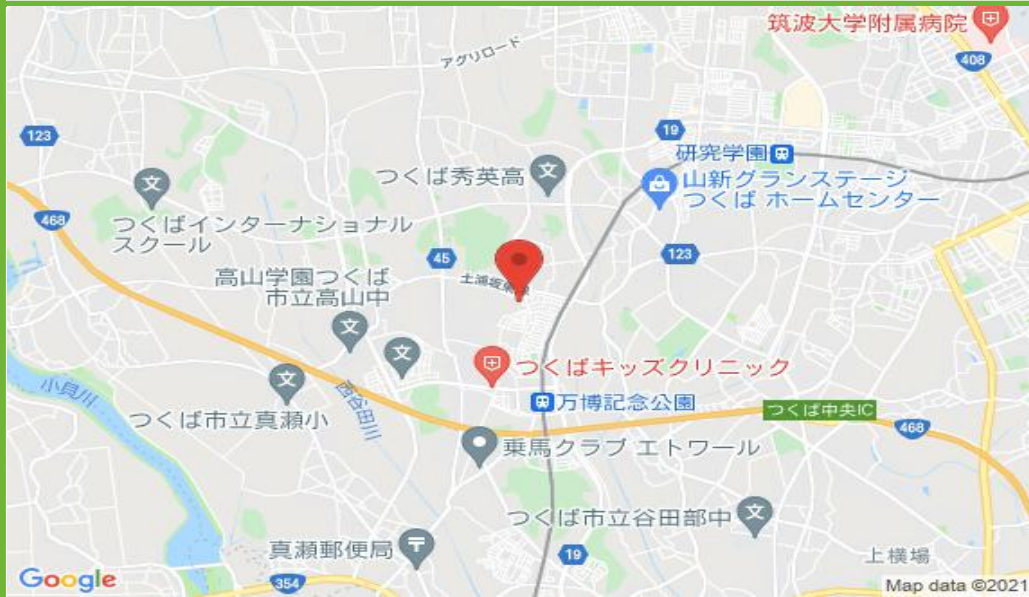 筑波大学附属病院
アグリロード
408
123
19
研究学園
つくば秀英高
山新グランステージ
つくば ホームセンター
つくばインターナショナル
スクール
468
45
123
高山学園つくば
市立高山中
土浦坂東線
つくばキッズクリニック
小貝川
西谷田川
万博記念公園
つくば中央IC
つくば市立真瀬小
468
乗馬クラブ エトワール
つくば市立谷田部中
真瀬郵便局
19
上横場
354
Google
Map data ©2021